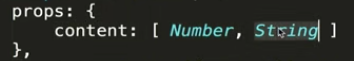 props: {
content: [ Number, String ]
},